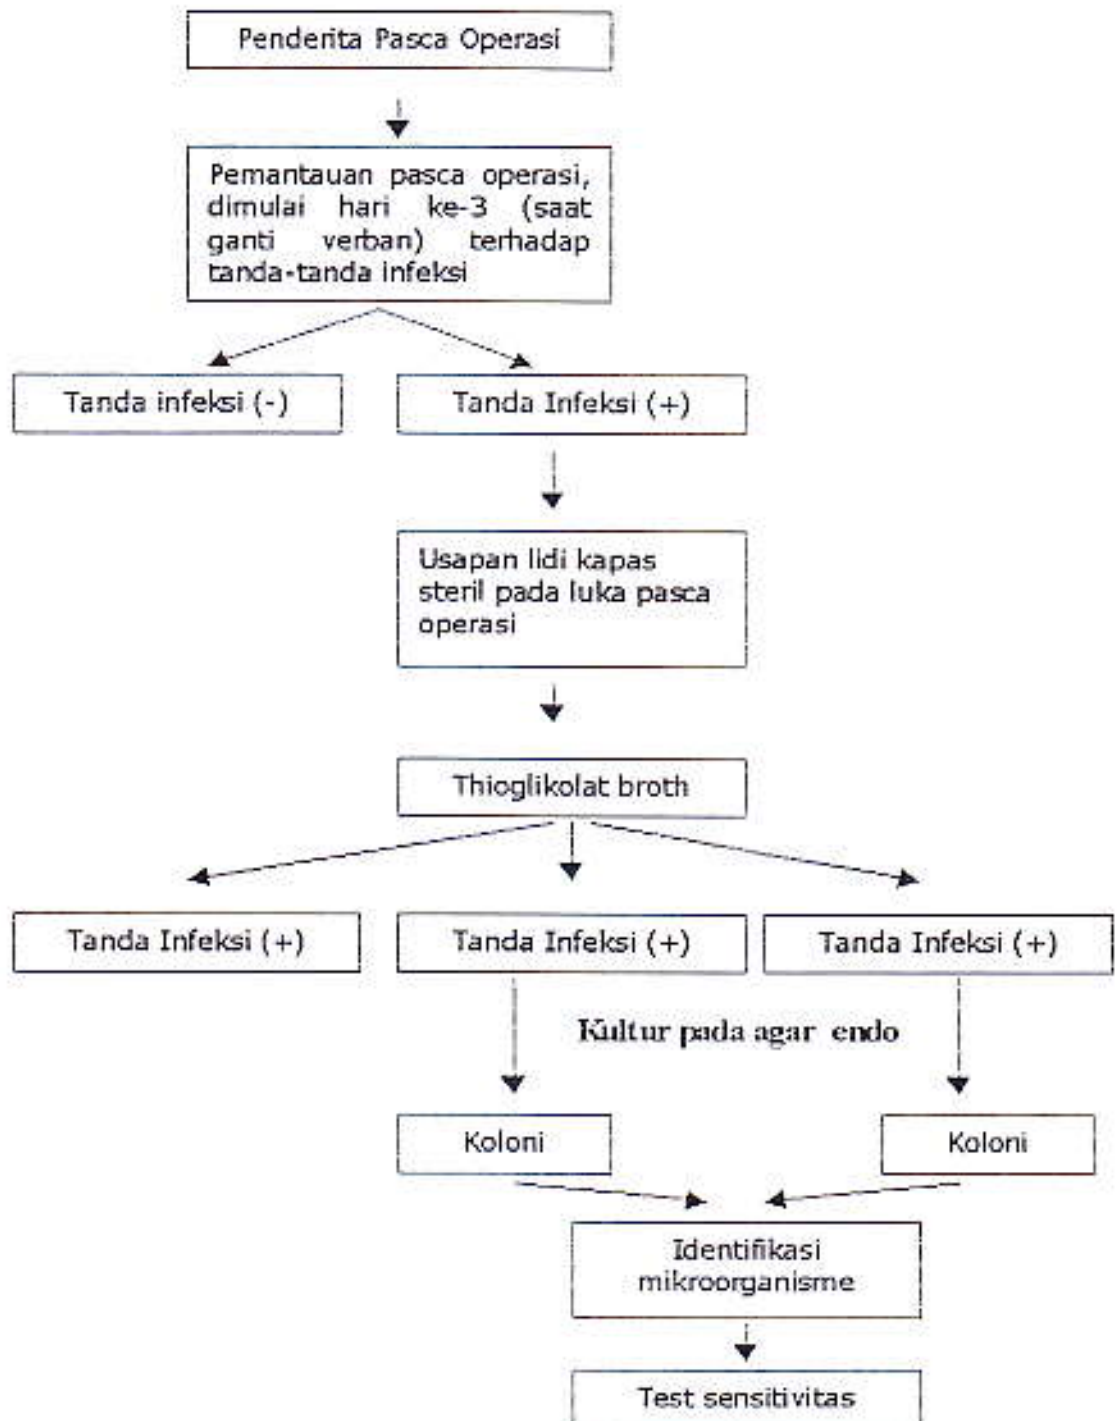 Penderita Pasca Operasi
Pemantauan pasca operasi,
dimulai hari ke-3 (saat
ganti verban) terhadap
tanda-tanda infeksi
Tanda infeksi (-)
Tanda Infeksi (+)
Usapan lidi kapas
steril pada luka pasca
operasi
Thioglikolat broth
Tanda Infeksi (+)
Tanda Infeksi (+)
Tanda Infeksi (+)
Kultur pada agar endo
Koloni
Koloni
Identifikasi
mikroorganisme
Test sensitivitas